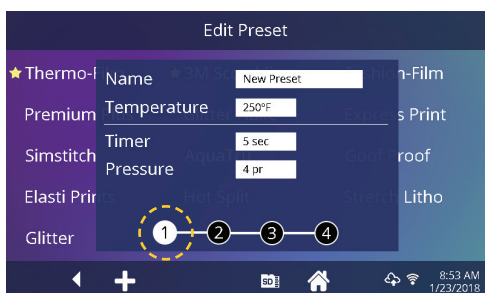 Edit Preset
Thermo-F
3M Sc
hion-Film
Name
New Preset
Premium
Temperature
250°F
Express Print
Timer
5 sec
Simstitch
Aqua
Goof Proof
Pressure
4 pr
Elasti Prints
Hot Split
Stretch Litho
1
2
3
4
Glitter
SD
8:53 AM
1/23/2018